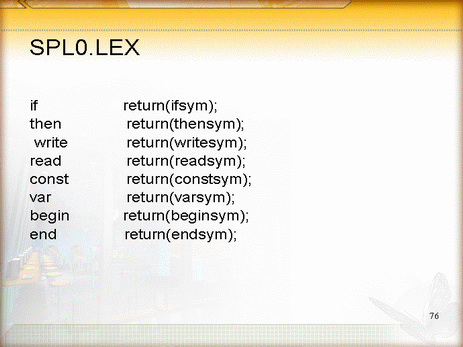 SPL0.LEX
if return(ifsym);
then return(thensym);
write return(writesym);
read return(readsym);
const return(constsym);
var return(varsym);
begin return(beginsym);
end return(endsym);
76